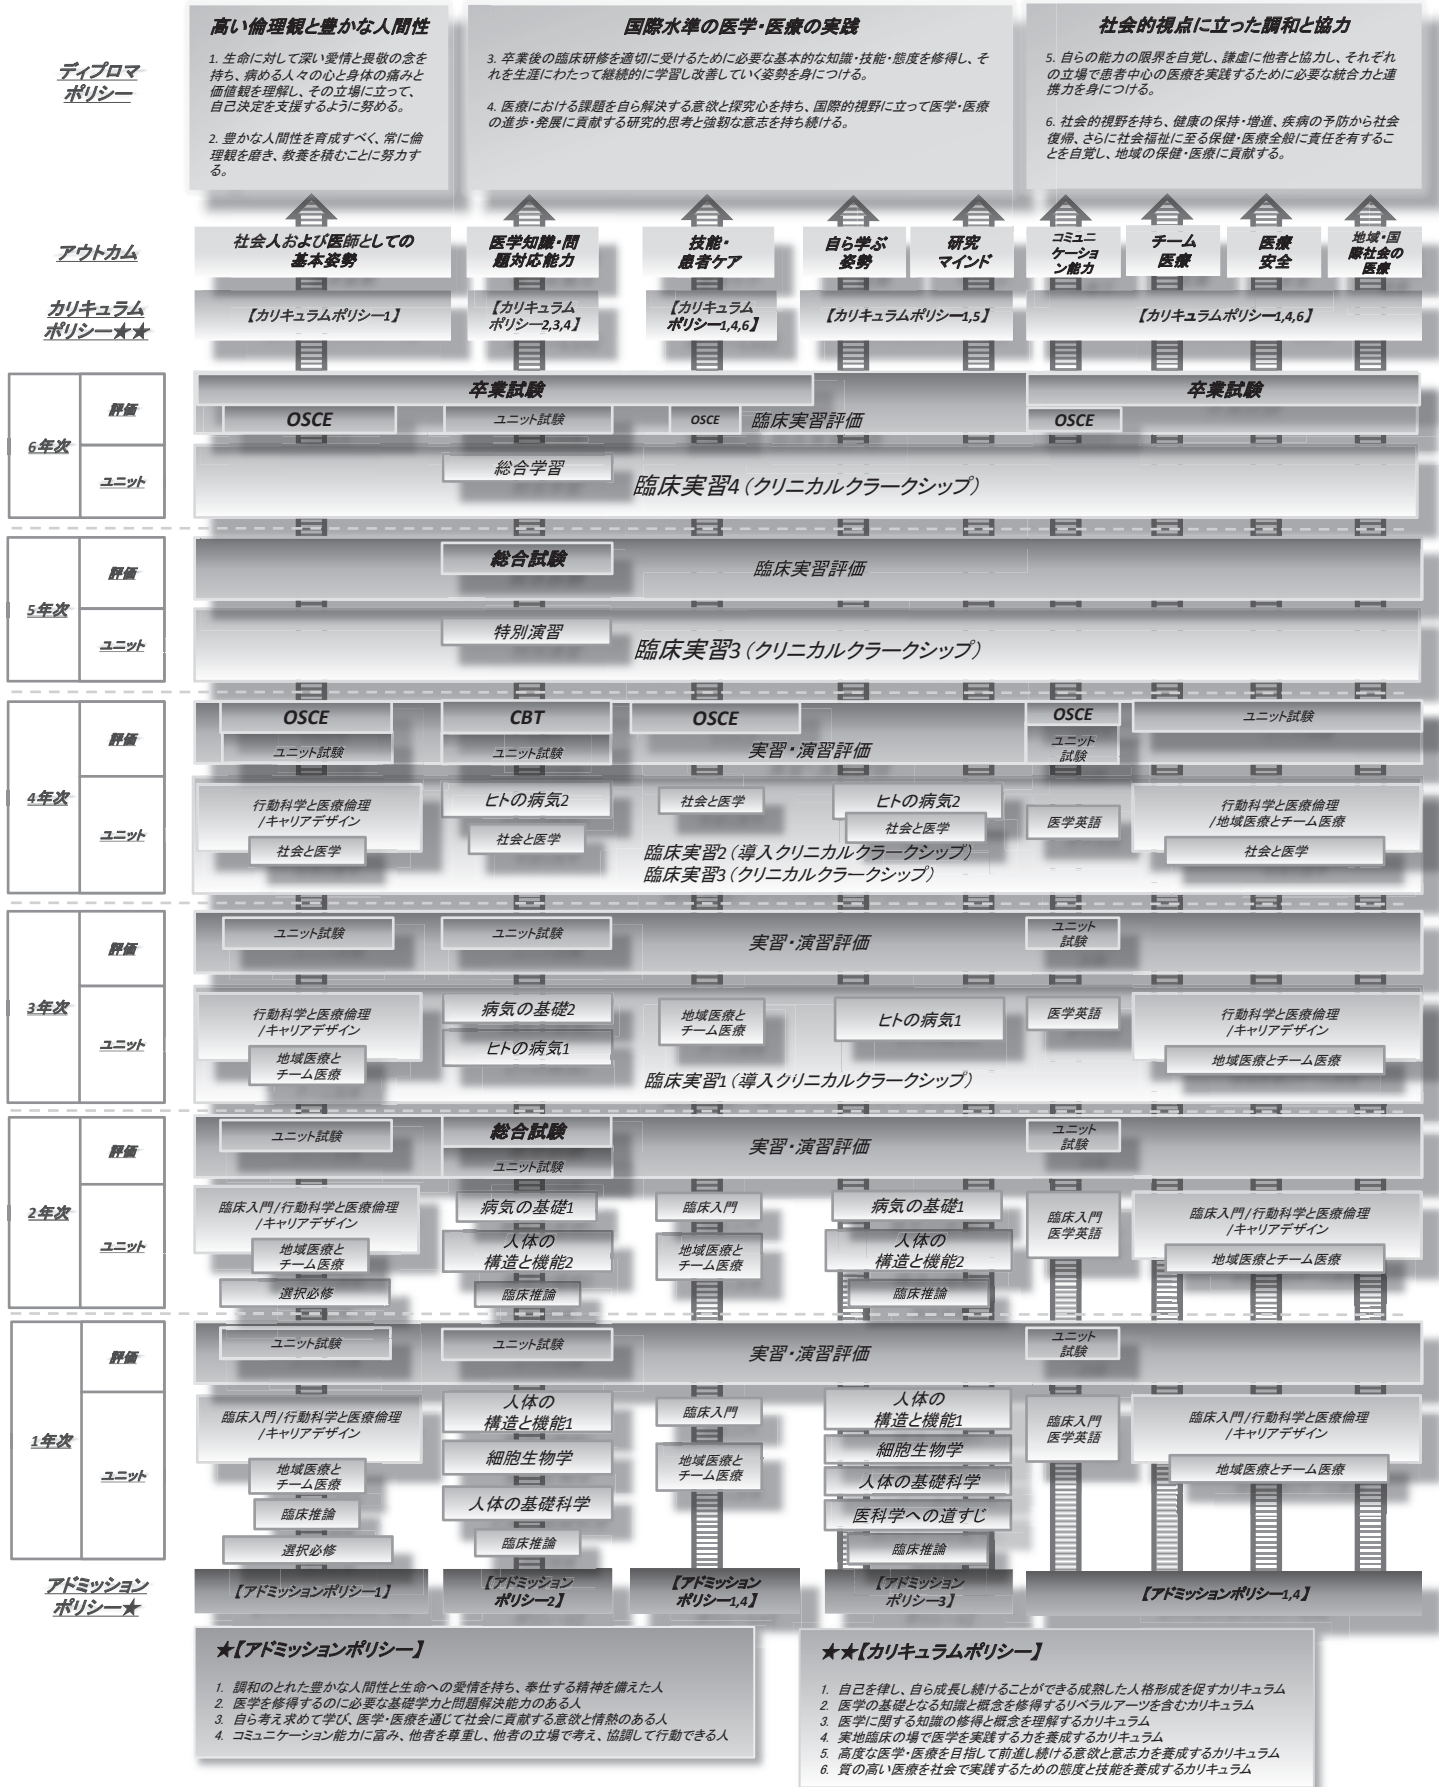 ディプロマ
ポリシー
高い倫理観と豊かな人間性
1. 生命に対して深い愛情と畏敬の念を
持ち、病める人々の心と身体の痛みと
価値観を理解し、その立場に立って、
自己決定を支援するように努める。
2. 豊かな人間性を育成すべく、常に倫
理観を磨き、教養を積むことに努力す
る。
国際水準の医学・医療の実践
3. 卒業後の臨床研修を適切に受けるために必要な基本的な知識・技能・態度を修得し、そ
れを生涯にわたって継続的に学習し改善していく姿勢を身につける。
4. 医療における課題を自ら解決する意欲と探究心を持ち、国際的視野に立って医学・医療
の進歩・発展に貢献する研究的思考と強靭な意志を持ち続ける。
社会的視点に立った調和と協力
5. 自らの能力の限界を自覚し、謙虚に他者と協力し、それぞれ
の立場で患者中心の医療を実践するために必要な統合力と連
携力を身につける。
6. 社会的視野を持ち、健康の保持・増進、疾病の予防から社会
復帰、さらに社会福祉に至る保健・医療全般に責任を有するこ
とを自覚し、地域の保健・医療に貢献する。
アウトカム
社会人および医師としての
基本姿勢
医学知識・問
題対応能力
技能・
患者ケア
自ら学ぶ
姿勢
研究
マインド
コミュニ
ケーショ
ン能力
チーム
医療
医療
安全
地域・国
際社会の
医療
カリキュラム
ポリシー★★
【カリキュラムポリシー1】
【カリキュラム
ポリシー2,3,4】
【カリキュラム
ポリシー1,4,6】
【カリキュラムポリシー1,5】
【カリキュラムポリシー1,4,6】
6年次
評価
卒業試験
卒業試験
OSCE
ユニット試験
OSCE
臨床実習評価
OSCE
ユニット
総合学習
臨床実習4（クリニカルクラークシップ）
5年次
評価
総合試験
臨床実習評価
ユニット
特別演習
臨床実習3（クリニカルクラークシップ）
4年次
評価
OSCE
CBT
OSCE
OSCE
ユニット試験
ユニット試験
ユニット試験
実習・演習評価
ユニット
試験
ユニット
行動科学と医療倫理
/キャリアデザイン
社会と医学
ヒトの病気2
社会と医学
社会と医学
ヒトの病気2
社会と医学
医学英語
行動科学と医療倫理
/地域医療とチーム医療
社会と医学
臨床実習2（導入クリニカルクラークシップ）
臨床実習3（クリニカルクラークシップ）
3年次
評価
ユニット試験
ユニット試験
実習・演習評価
ユニット
試験
ユニット
行動科学と医療倫理
/キャリアデザイン
地域医療と
チーム医療
病気の基礎2
ヒトの病気1
地域医療と
チーム医療
ヒトの病気1
医学英語
行動科学と医療倫理
/キャリアデザイン
地域医療とチーム医療
臨床実習1（導入クリニカルクラークシップ）
2年次
評価
ユニット試験
総合試験
ユニット試験
実習・演習評価
ユニット
試験
ユニット
臨床入門/行動科学と医療倫理
/キャリアデザイン
地域医療と
チーム医療
選択必修
病気の基礎1
人体の
構造と機能2
臨床推論
臨床入門
地域医療と
チーム医療
病気の基礎1
人体の
構造と機能2
臨床推論
臨床入門
医学英語
臨床入門/行動科学と医療倫理
/キャリアデザイン
地域医療とチーム医療
1年次
評価
ユニット試験
ユニット試験
実習・演習評価
ユニット
試験
ユニット
臨床入門/行動科学と医療倫理
/キャリアデザイン
地域医療と
チーム医療
臨床推論
選択必修
人体の
構造と機能1
細胞生物学
人体の基礎科学
臨床推論
臨床入門
地域医療と
チーム医療
人体の
構造と機能1
細胞生物学
人体の基礎科学
医科学への道すじ
臨床推論
臨床入門
医学英語
臨床入門/行動科学と医療倫理
/キャリアデザイン
地域医療とチーム医療
アドミッション
ポリシー★
【アドミッションポリシー1】
【アドミッション
ポリシー2】
【アドミッション
ポリシー1,4】
【アドミッション
ポリシー3】
【アドミッションポリシー1,4】
★【アドミッションポリシー】
1. 調和のとれた豊かな人間性と生命への愛情を持ち、奉仕する精神を備えた人
2. 医学を修得するのに必要な基礎学力と問題解決能力のある人
3. 自ら考え求めて学び、医学・医療を通じて社会に貢献する意欲と情熱のある人
4. コミュニケーション能力に富み、他者を尊重し、他者の立場で考え、協調して行動できる人
★★【カリキュラムポリシー】
1. 自己を律し、自ら成長し続けることができる成熟した人格形成を促すカリキュラム
2. 医学の基礎となる知識と概念を修得するリベラルアーツを含むカリキュラム
3. 医学に関する知識の修得と概念を理解するカリキュラム
4. 実地臨床の場で医学を実践する力を養成するカリキュラム
5. 高度な医学・医療を目指して前進し続ける意欲と意志力を養成するカリキュラム
6. 質の高い医療を社会で実践するための態度と技能を養成するカリキュラム